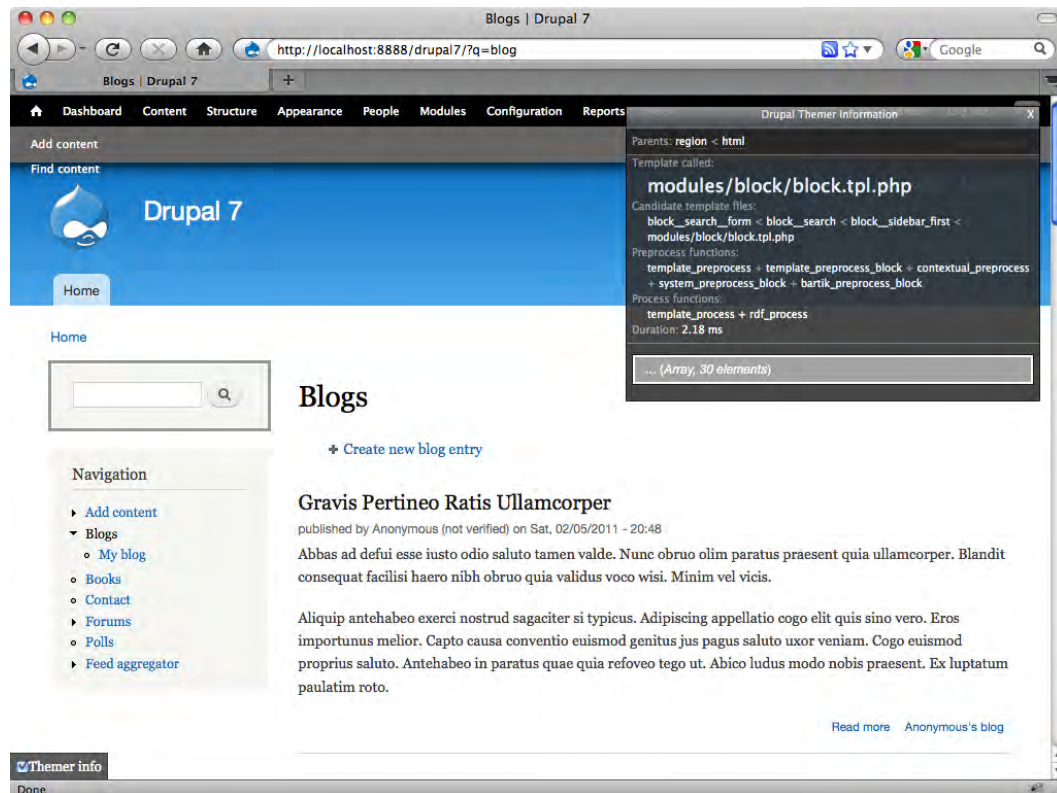 Blogs | Drupal 7
http://localhost:8888/drupal7/?q=blog
Google
Blogs | Drupal 7
Dashboard Content Structure Appearance People Modules Configuration Reports
Add content
Find content
Drupal 7
Home
Drupal Themer Information X
Parents: region < html
Template called:
modules/block/block.tpl.php
Candidate template files:
block__search__form < block__search < block__sidebar_first <
modules/block/block.tpl.php
Preprocess functions:
template_preprocess + template_preprocess_block + contextual_preprocess
+ system_preprocess_block + bartik_preprocess_block
Process functions:
template_process + rdf_process
Duration: 2.18 ms
... (Array, 30 elements)
Home
Navigation
Add content
Blogs
My blog
Books
Contact
Forums
Polls
Feed aggregator
Blogs
Create new blog entry
Gravis Pertineo Ratis Ullamcorper
published by Anonymous (not verified) on Sat, 02/05/2011 - 20:48
Abbas ad defui esse iusto odio saluto tamen valde. Nunc obruo olim paratus praesent quia ullamcorper. Blandit
consequat facilisi haero nibh obruo quia validus voco wisi. Minim vel vicis.
Aliquip antehabeo exerci nostrud sagaciter si typicus. Adipiscing appellatio cogo elit quis sino vero. Eros
importunus melior. Capto causa conventio euismod genitus jus pagus saluto uxor veniam. Cogo euismod
proprius saluto. Antehabeo in paratus quae quia refoveo tego ut. Abico ludus modo nobis praesent. Ex luptatum
paulatim roto.
Read more Anonymous's blog
Themer info
Done